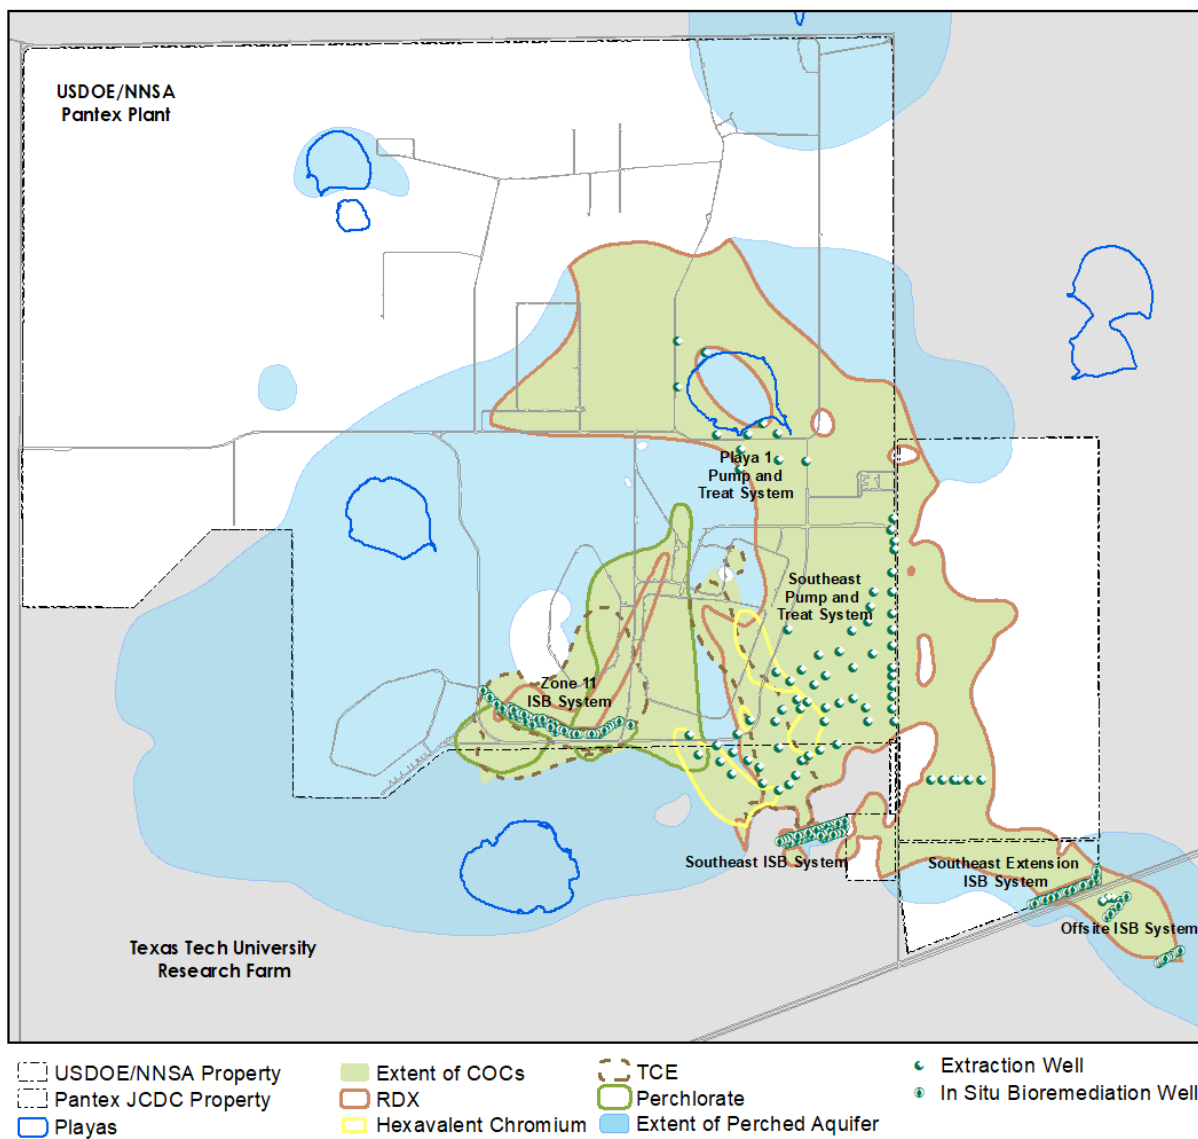 USDOE/NNSA
Pantex Plant
Playa 1
Pump and
Treat System
Southeast
Pump and
Treat System
Zone 11
ISB System
Southeast ISB System
Southeast Extension
ISB System
Offsite ISB System
Texas Tech University
Research Farm
USDOE/NNSA Property
Pantex JCDC Property
Playas
Extent of COCs
RDX
Hexavalent Chromium
TCE
Perchlorate
Extent of Perched Aquifer
Extraction Well
In Situ Bioremediation Well